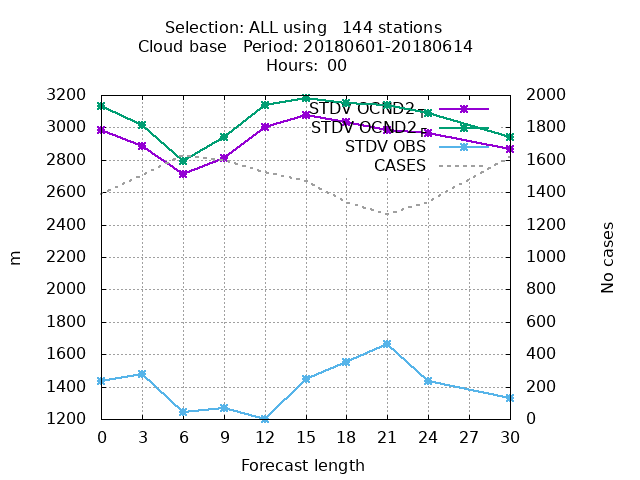 Selection: ALL using   144 stations
Cloud base   Period: 20180601-20180614
Hours:  00
3200 2000
STDV OCND2
3000 1800
STDV OCND2
STDV OBS
2800 1600
CASES
2600 1400
2400 1200
2200 1000
2000 800
1800 600
1600 400
1400 200
1200 0
m
No cases
0 3 6 9 12 15 18 21 24 27 30
Forecast length